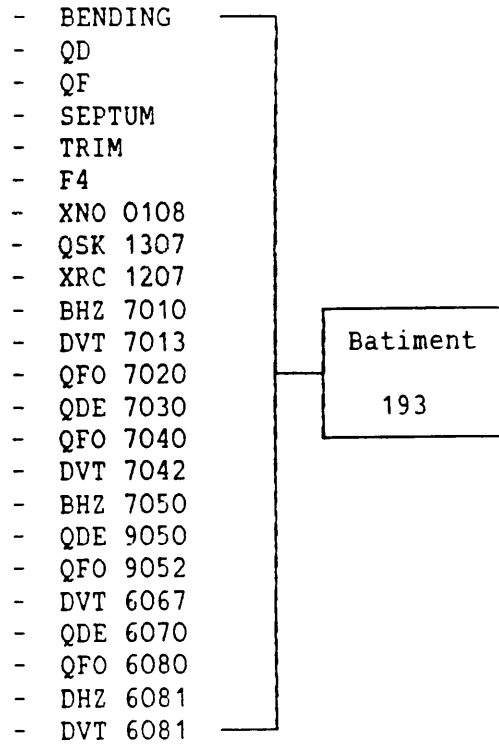 - BENDING
- QD
- QF
- SEPTUM
- TRIM
- F4
- XNO 0108
- QSK 1307
- XRC 1207
- BHZ 7010
- DVT 7013
- QFO 7020
- QDE 7030
- QFO 7040
- DVT 7042
- BHZ 7050
- QDE 9050
- QFO 9052
- DVT 6067
- QDE 6070
- QFO 6080
- DHZ 6081
- DVT 6081
Batiment
193